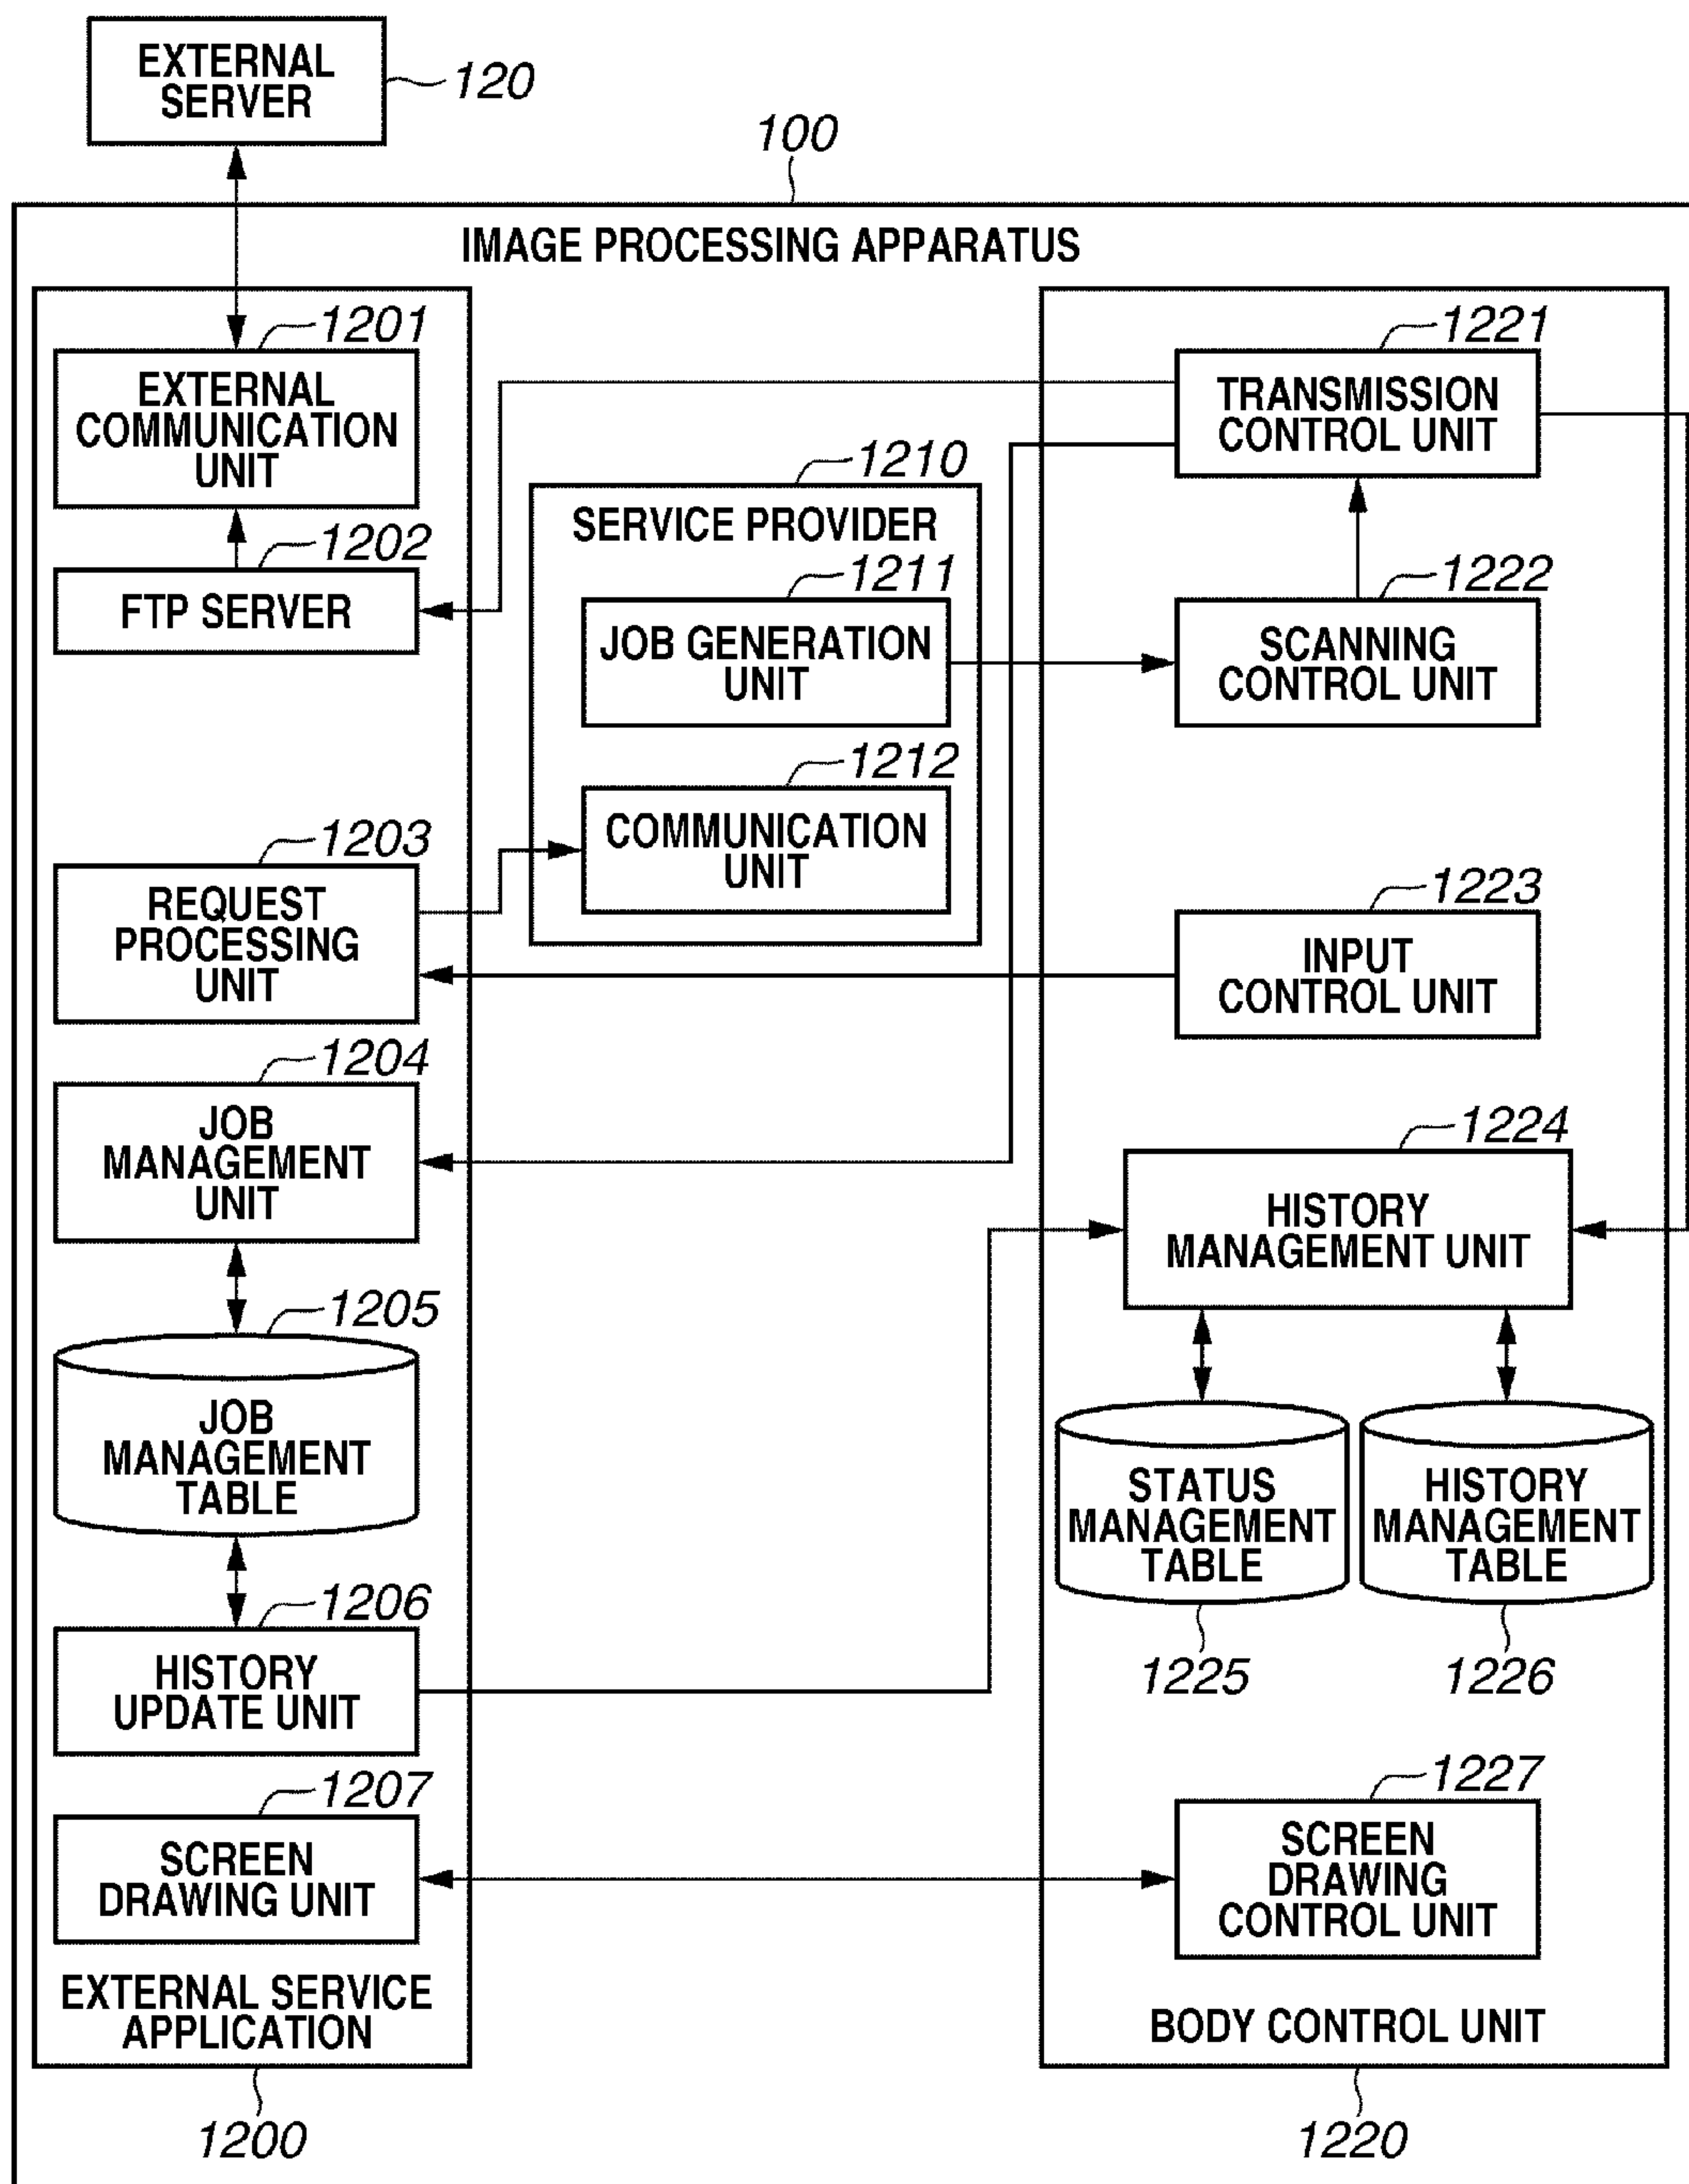 EXTERNAL
SERVER
120
100
IMAGE PROCESSING APPARATUS
1201
EXTERNAL
COMMUNICATION
UNIT
1202
FTP SERVER
1203
REQUEST
PROCESSING
UNIT
1204
JOB
MANAGEMENT
UNIT
1205
JOB
MANAGEMENT
TABLE
1206
HISTORY
UPDATE UNIT
1207
SCREEN
DRAWING UNIT
EXTERNAL SERVICE
APPLICATION
1200
1210
SERVICE PROVIDER
1211
JOB GENERATION
UNIT
1212
COMMUNICATION
UNIT
1221
TRANSMISSION
CONTROL UNIT
1222
SCANNING
CONTROL UNIT
1223
INPUT
CONTROL UNIT
1224
HISTORY
MANAGEMENT UNIT
STATUS
MANAGEMENT
TABLE
1225
HISTORY
MANAGEMENT
TABLE
1226
1227
SCREEN
DRAWING
CONTROL UNIT
BODY CONTROL UNIT
1220